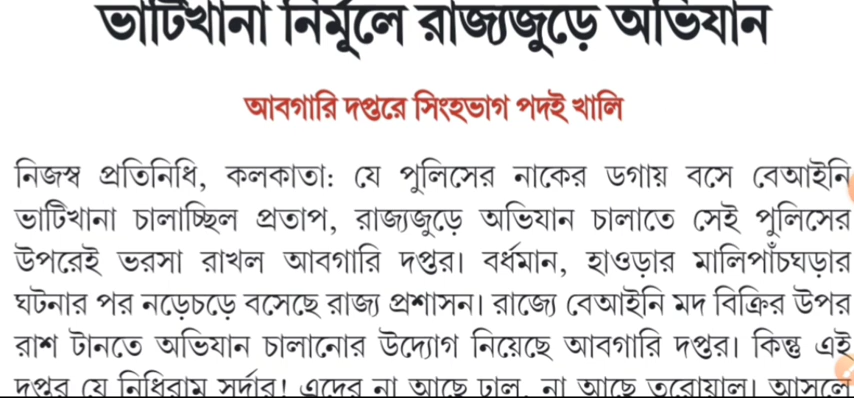 ভাটিখানা নির্মূলে রাজ্যজুড়ে অভিযান
আবগারি দপ্তরে সিংহভাগ পদই খালি
নিজস্ব প্রতিনিধি, কলকাতা: যে পুলিসের নাকের ডগায় বসে বেআইনি
ভাটিখানা চালাচ্ছিল প্রতাপ, রাজ্যজুড়ে অভিযান চালাতে সেই পুলিসের
উপরেই ভরসা রাখল আবগারি দপ্তর। বর্ধমান, হাওড়ার মালিপাঁচঘড়ার
ঘটনার পর নড়েচড়ে বসেছে রাজ্য প্রশাসন। রাজ্যে বেআইনি মদ বিক্রির উপর
রাশ টানতে অভিযান চালানোর উদ্যোগ নিয়েছে আবগারি দপ্তর। কিন্তু এই
দপ্তর যে নিধিরাম সর্দার! এদের না আছে ঢাল, না আছে তরোয়াল। আসলে